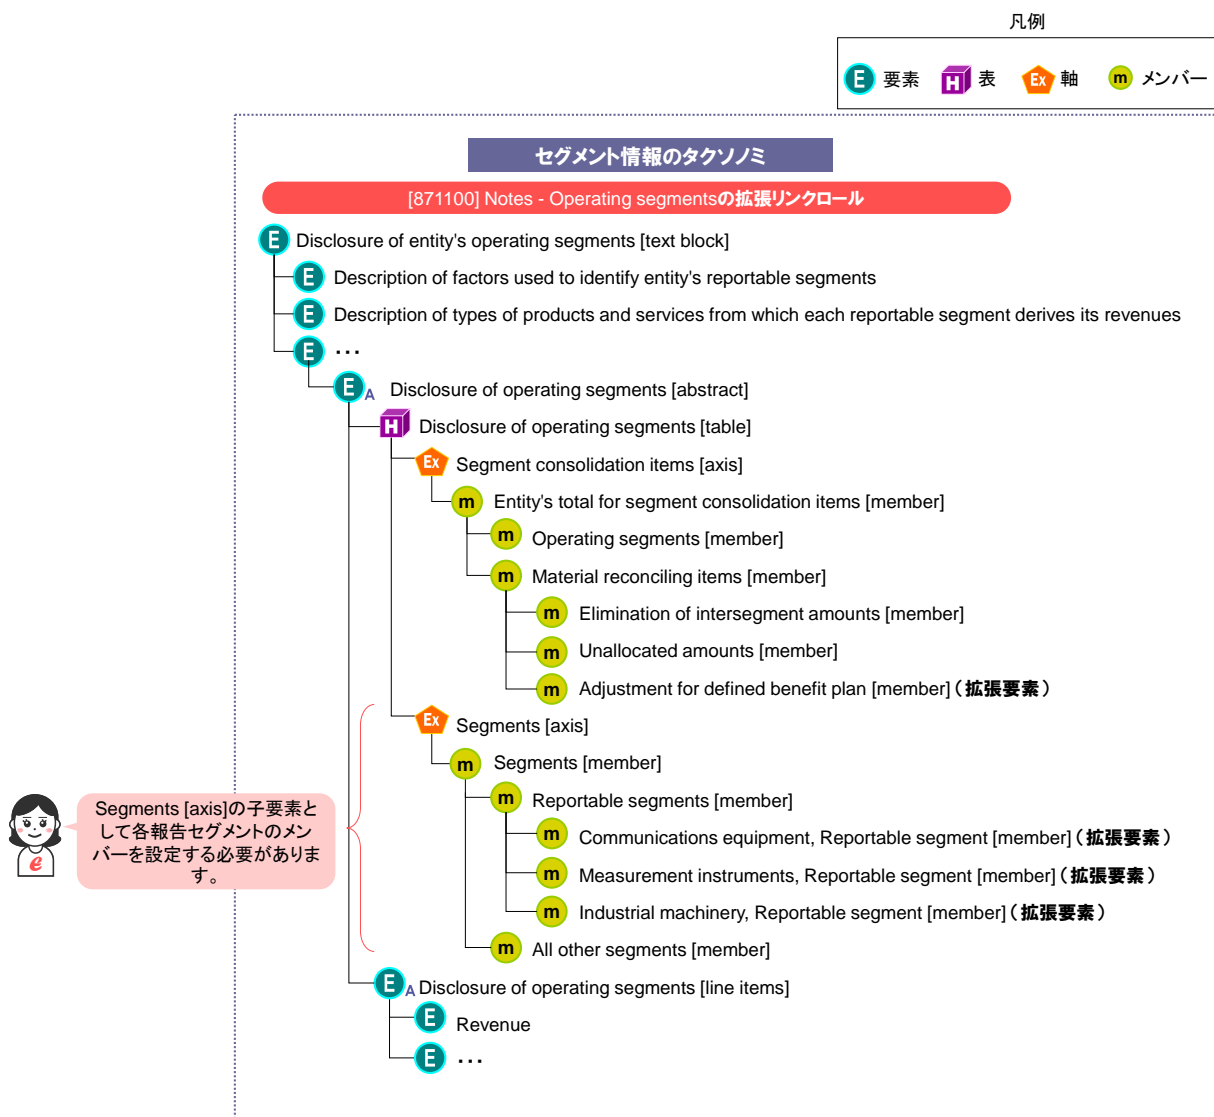 凡例
E 要素 H 表 Ex 軸 m メンバー
セグメント情報のタクソノミ
[871100] Notes - Operating segmentsの拡張リンクロール
E Disclosure of entity's operating segments [text block]
E Description of factors used to identify entity's reportable segments
E Description of types of products and services from which each reportable segment derives its revenues
E ・・・
E A Disclosure of operating segments [abstract]
H Disclosure of operating segments [table]
Ex Segment consolidation items [axis]
m Entity's total for segment consolidation items [member]
m Operating segments [member]
m Material reconciling items [member]
m Elimination of intersegment amounts [member]
m Unallocated amounts [member]
m Adjustment for defined benefit plan [member]（拡張要素）
Ex Segments [axis]
m Segments [member]
m Reportable segments [member]
m Communications equipment, Reportable segment [member]（拡張要素）
m Measurement instruments, Reportable segment [member]（拡張要素）
m Industrial machinery, Reportable segment [member]（拡張要素）
m All other segments [member]
E A Disclosure of operating segments [line items]
E Revenue
E ・・・
Segments [axis]の子要素と
して各報告セグメントのメン
バーを設定する必要がありま
す。
e